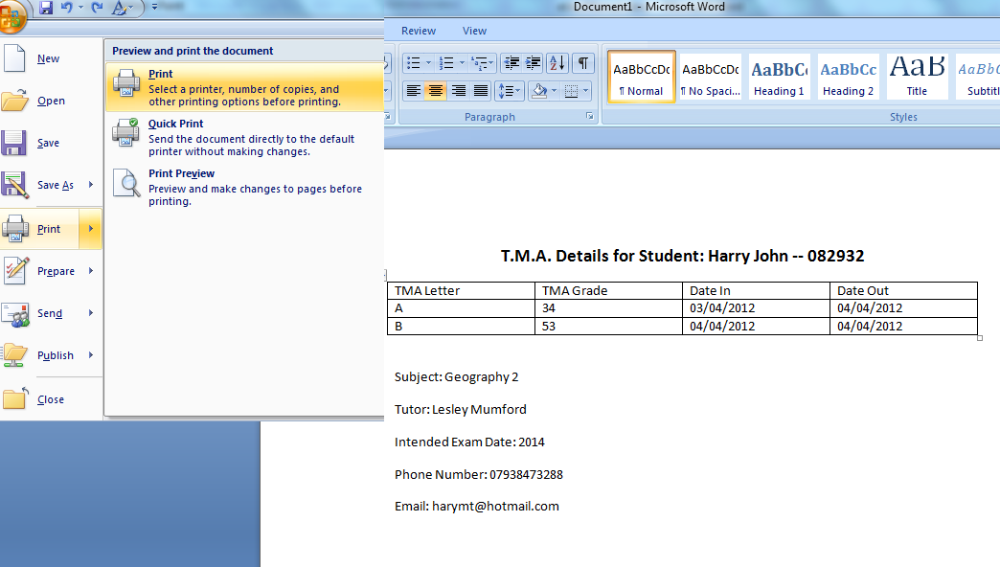 Document1 - Microsoft Word
Review View
New
Open
Save
Save As
Print
Prepare
Send
Publish
Close
Preview and print the document
Print
Select a printer, number of copies, and
other printing options before printing.
Quick Print
Send the document directly to the default
printer without making changes.
Print Preview
Preview and make changes to pages before
printing.
AaBbCcDc AaBbCcDc AaBbC AaBbCc AaB AaBbC
¶ Normal ¶ No Spaci... Heading 1 Heading 2 Title Subtitl
Paragraph Styles
T.M.A. Details for Student: Harry John -- 082932
TMA Letter TMA Grade Date In Date Out
A 34 03/04/2012 04/04/2012
B 53 04/04/2012 04/04/2012
Subject: Geography 2
Tutor: Lesley Mumford
Intended Exam Date: 2014
Phone Number: 07938473288
Email: harymt@hotmail.com